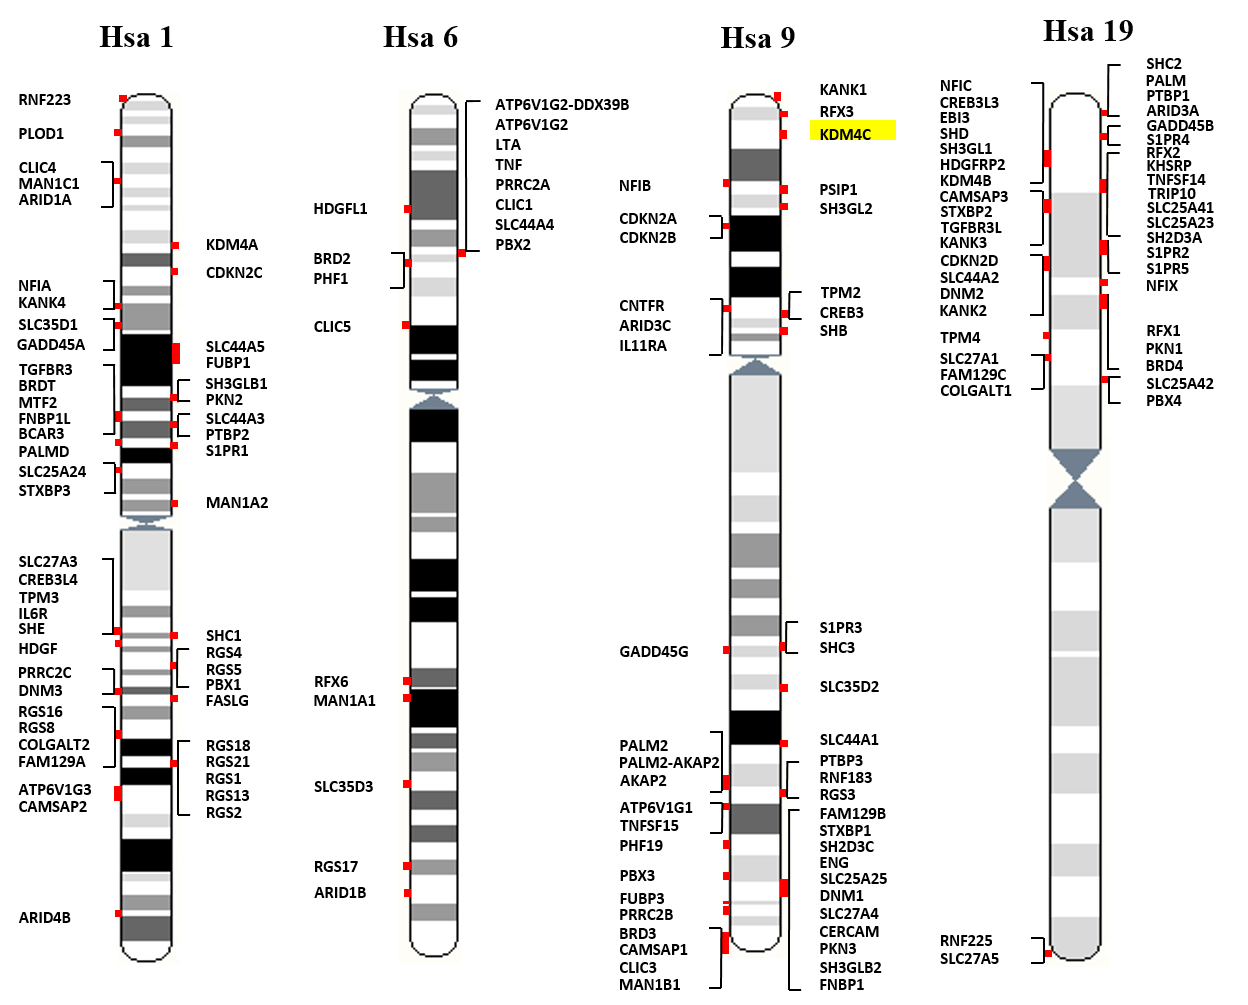 Hsa 1
RNF223
PLOD1
CLIC4
MAN1C1
ARID1A
NFIA
KANK4
SLC35D1
GADD45A
TGFBR3
BRDT
MTF2
FNBP1L
BCAR3
PALMD
SLC25A24
STXBP3
SLC27A3
CREB3L4
TPM3
IL6R
SHE
HDGF
PRRC2C
DNM3
RGS16
RGS8
COLGALT2
FAM129A
ATP6V1G3
CAMSAP2
ARID4B
KDM4A
CDKN2C
SLC44A5
FUBP1
SH3GLB1
PKN2
SLC44A3
PTBP2
S1PR1
MAN1A2
SHC1
RGS4
RGS5
PBX1
FASLG
RGS18
RGS21
RGS1
RGS13
RGS2
Hsa 6
HDGFL1
BRD2
PHF1
CLIC5
RFX6
MAN1A1
SLC35D3
RGS17
ARID1B
ATP6V1G2-DDX39B
ATP6V1G2
LTA
TNF
PRRC2A
CLIC1
SLC44A4
PBX2
Hsa 9
NFIB
CDKN2A
CDKN2B
CNTFR
ARID3C
IL11RA
GADD45G
PALM2
PALM2-AKAP2
AKAP2
ATP6V1G1
TNFSF15
PHF19
PBX3
FUBP3
PRRC2B
BRD3
CAMSAP1
CLIC3
MAN1B1
KANK1
RFX3
KDM4C
PSIP1
SH3GL2
TPM2
CREB3
SHB
S1PR3
SHC3
SLC35D2
SLC44A1
PTBP3
RNF183
RGS3
FAM129B
STXBP1
SH2D3C
ENG
SLC25A25
DNM1
SLC27A4
CERCAM
PKN3
SH3GLB2
FNBP1
Hsa 19
NFIC
CREB3L3
EBI3
SHD
SH3GL1
HDGFRP2
KDM4B
CAMSAP3
STXBP2
TGFBR3L
KANK3
CDKN2D
SLC44A2
DNM2
KANK2
TPM4
SLC27A1
FAM129C
COLGALT1
RNF225
SLC27A5
SHC2
PALM
PTBP1
ARID3A
GADD45B
S1PR4
RFX2
KHSRP
TNFSF14
TRIP10
SLC25A41
SLC25A23
SH2D3A
S1PR2
S1PR5
NFIX
RFX1
PKN1
BRD4
SLC25A42
PBX4